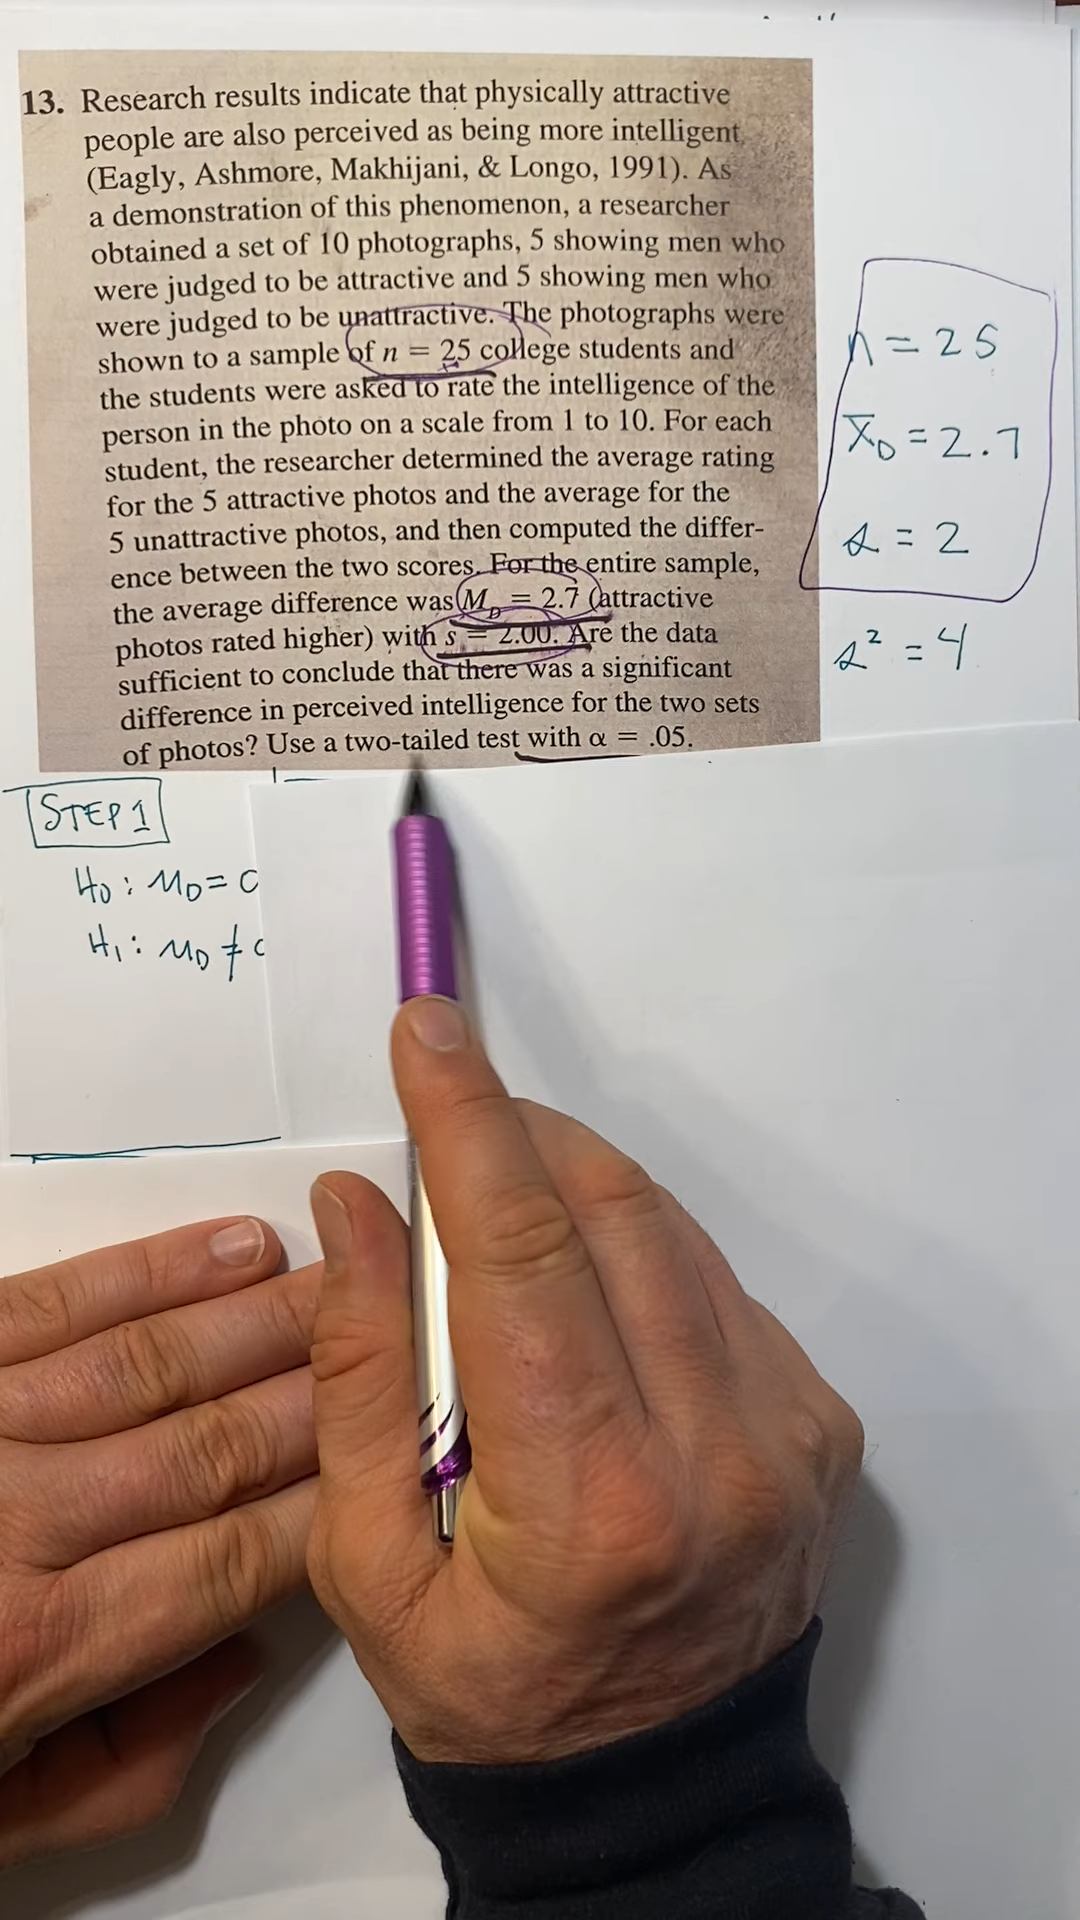 13. Research results indicate that physically attractive
people are also perceived as being more intelligent
(Eagly, Ashmore, Makhijani, & Longo, 1991). As
a demonstration of this phenomenon, a researcher
obtained a set of 10 photographs, 5 showing men who
were judged to be attractive and 5 showing men who
were judged to be unattractive. The photographs were
shown to a sample of n = 25 college students and
the students were asked to rate the intelligence of the
person in the photo on a scale from 1 to 10. For each
student, the researcher determined the average rating
for the 5 attractive photos and the average for the
5 unattractive photos, and then computed the differ-
ence between the two scores. For the entire sample,
the average difference was M_D = 2.7 (attractive
photos rated higher) with s = 2.00. Are the data
sufficient to conclude that there was a significant
difference in perceived intelligence for the two sets
of photos? Use a two-tailed test with α = .05.
n = 25
X̄_D = 2.7
s = 2
s² = 4
STEP 1
H₀ : μ_D = 0
H₁ : μ_D ≠ 0